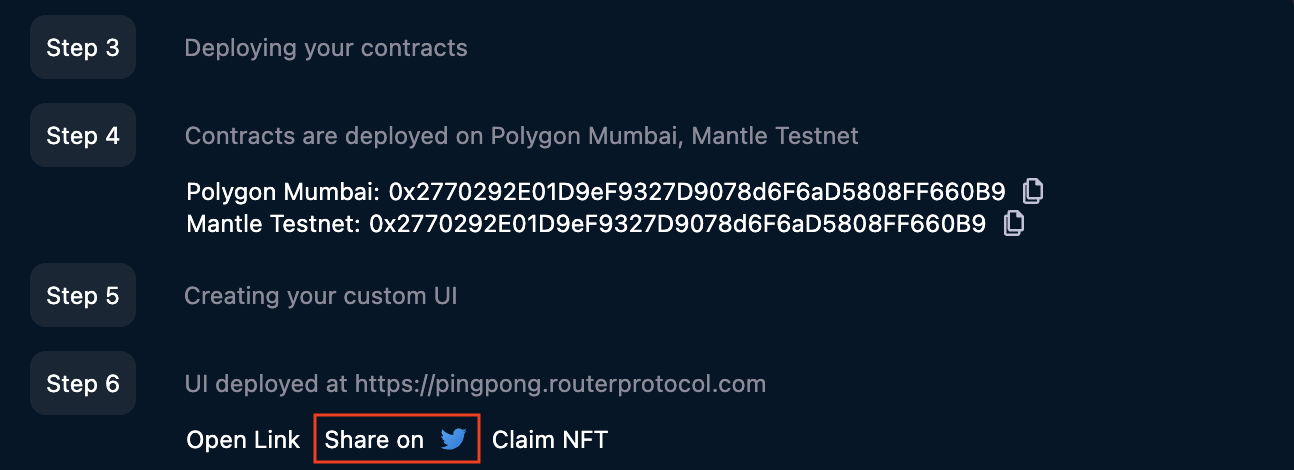 Step 3 Deploying your contracts
Step 4 Contracts are deployed on Polygon Mumbai, Mantle Testnet
Polygon Mumbai: 0x2770292E01D9eF9327D9078d6F6aD5808FF660B9
Mantle Testnet: 0x2770292E01D9eF9327D9078d6F6aD5808FF660B9
Step 5 Creating your custom UI
Step 6 UI deployed at https://pingpong.routerprotocol.com
Open Link Share on Claim NFT